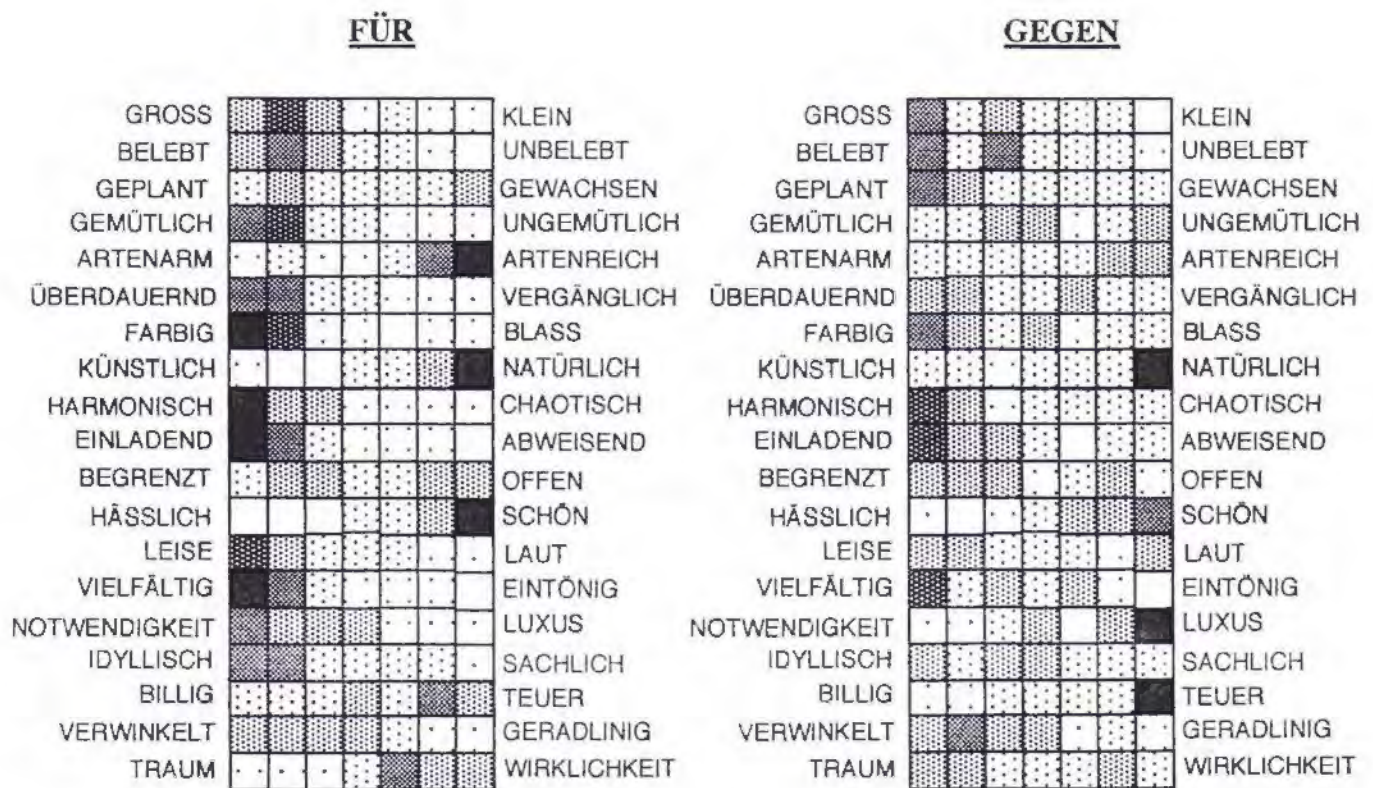 FÜR GEGEN
GROSS KLEIN GROSS KLEIN
BELEBT UNBELEBT BELEBT UNBELEBT
GEPLANT GEWACHSEN GEPLANT GEWACHSEN
GEMÜTLICH UNGEMÜTLICH GEMÜTLICH UNGEMÜTLICH
ARTENARM ARTENREICH ARTENARM ARTENREICH
ÜBERDAUERND VERGÄNGLICH ÜBERDAUERND VERGÄNGLICH
FARBIG BLASS FARBIG BLASS
KÜNSTLICH NATÜRLICH KÜNSTLICH NATÜRLICH
HARMONISCH CHAOTISCH HARMONISCH CHAOTISCH
EINLADEND ABWEISEND EINLADEND ABWEISEND
BEGRENZT OFFEN BEGRENZT OFFEN
HÄSSLICH SCHÖN HÄSSLICH SCHÖN
LEISE LAUT LEISE LAUT
VIELFÄLTIG EINTÖNIG VIELFÄLTIG EINTÖNIG
NOTWENDIGKEIT LUXUS NOTWENDIGKEIT LUXUS
IDYLLISCH SACHLICH IDYLLISCH SACHLICH
BILLIG TEUER BILLIG TEUER
VERWINKELT GERADLINIG VERWINKELT GERADLINIG
TRAUM WIRKLICHKEIT TRAUM WIRKLICHKEIT